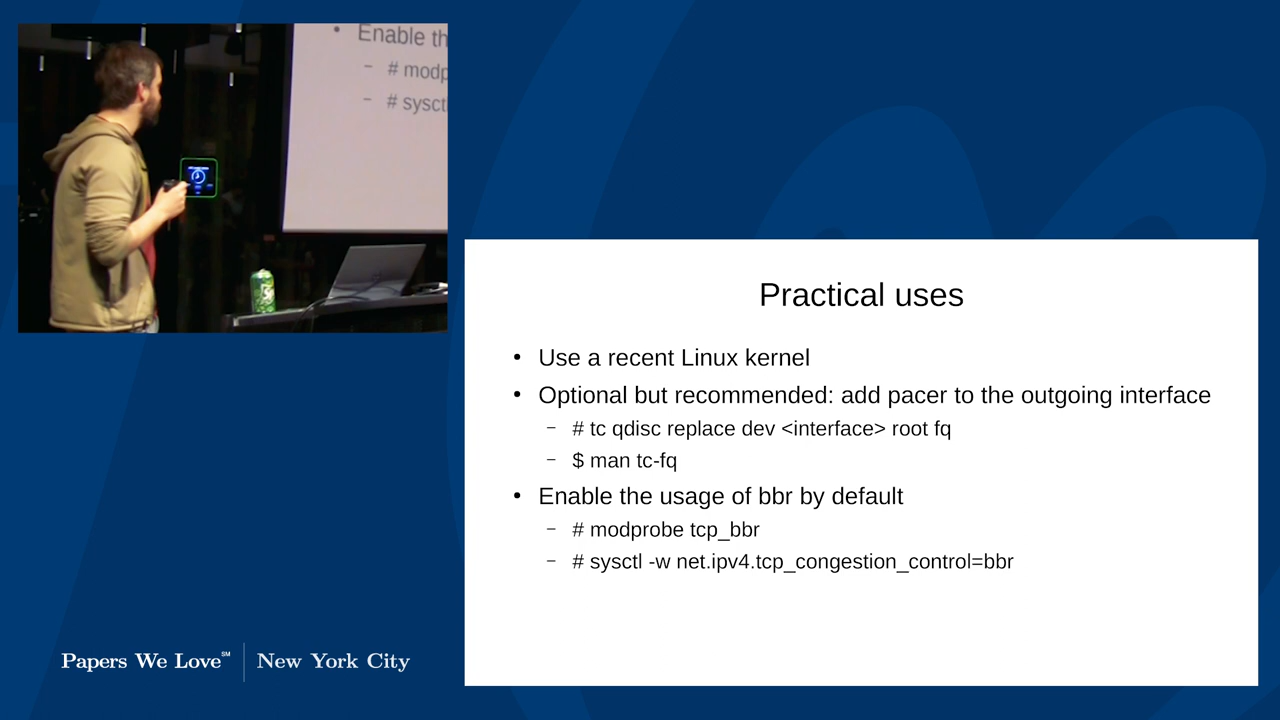 Enable th
# modp
# sysctl
Practical uses
• Use a recent Linux kernel
• Optional but recommended: add pacer to the outgoing interface
– # tc qdisc replace dev <interface> root fq
– $ man tc-fq
• Enable the usage of bbr by default
– # modprobe tcp_bbr
– # sysctl -w net.ipv4.tcp_congestion_control=bbr
Papers We Love℠ | New York City